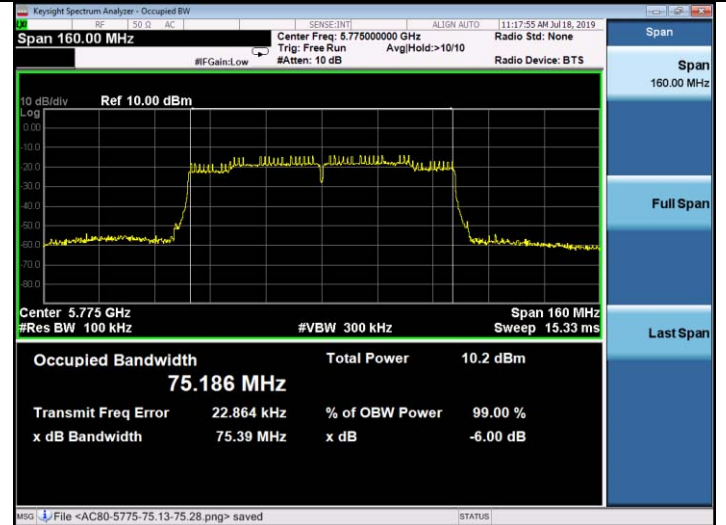 Keysight Spectrum Analyzer - Occupied BW
RF 50 Ω AC SENSE:INT ALIGN AUTO 11:17:55 AM Jul 18, 2019
Span 160.00 MHz
Center Freq: 5.775000000 GHz
Radio Std: None
Trig: Free Run Avg|Hold:>10/10
#IFGain:Low #Atten: 10 dB Radio Device: BTS
10 dB/div Ref 10.00 dBm
Log
0.00
-10.0
-20.0
-30.0
-40.0
-50.0
-60.0
-70.0
-80.0
Center 5.775 GHz Span 160 MHz
#Res BW 100 kHz #VBW 300 kHz Sweep 15.33 ms
Occupied Bandwidth Total Power 10.2 dBm
75.186 MHz
Transmit Freq Error 22.864 kHz % of OBW Power 99.00 %
x dB Bandwidth 75.39 MHz x dB -6.00 dB
MSG File <AC80-5775-75.13-75.28.png> saved STATUS
Span
Span
160.00 MHz
Full Span
Last Span